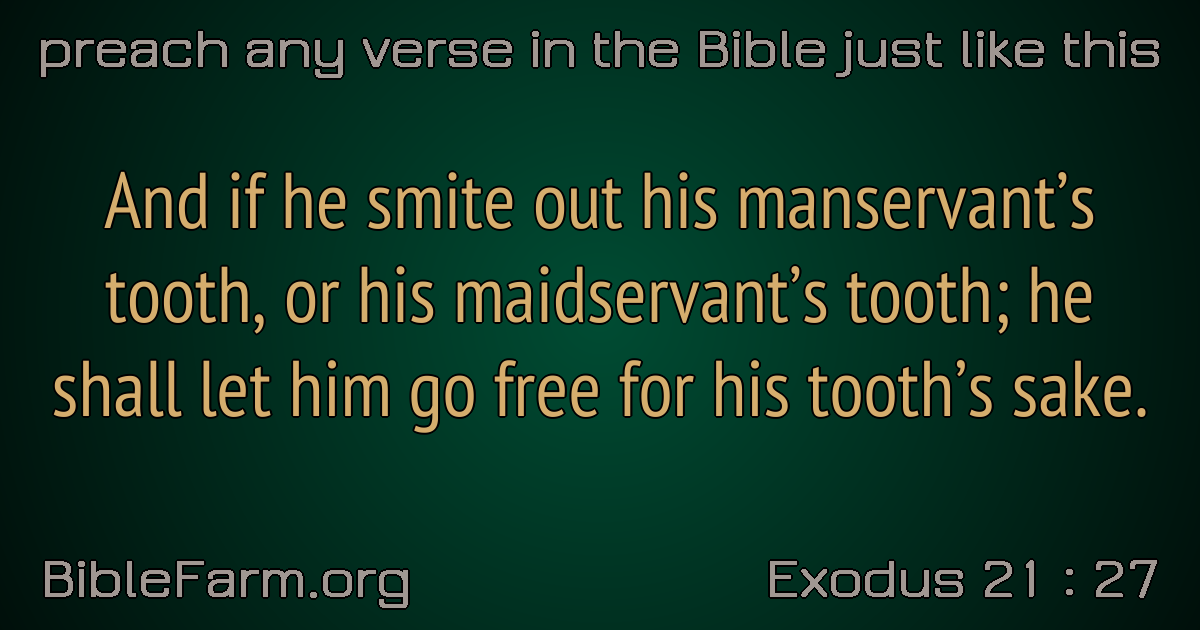 preach any verse in the Bible just like this
And if he smite out his manservant’s
tooth, or his maidservant’s tooth; he
shall let him go free for his tooth’s sake.
BibleFarm.org
Exodus 21 : 27